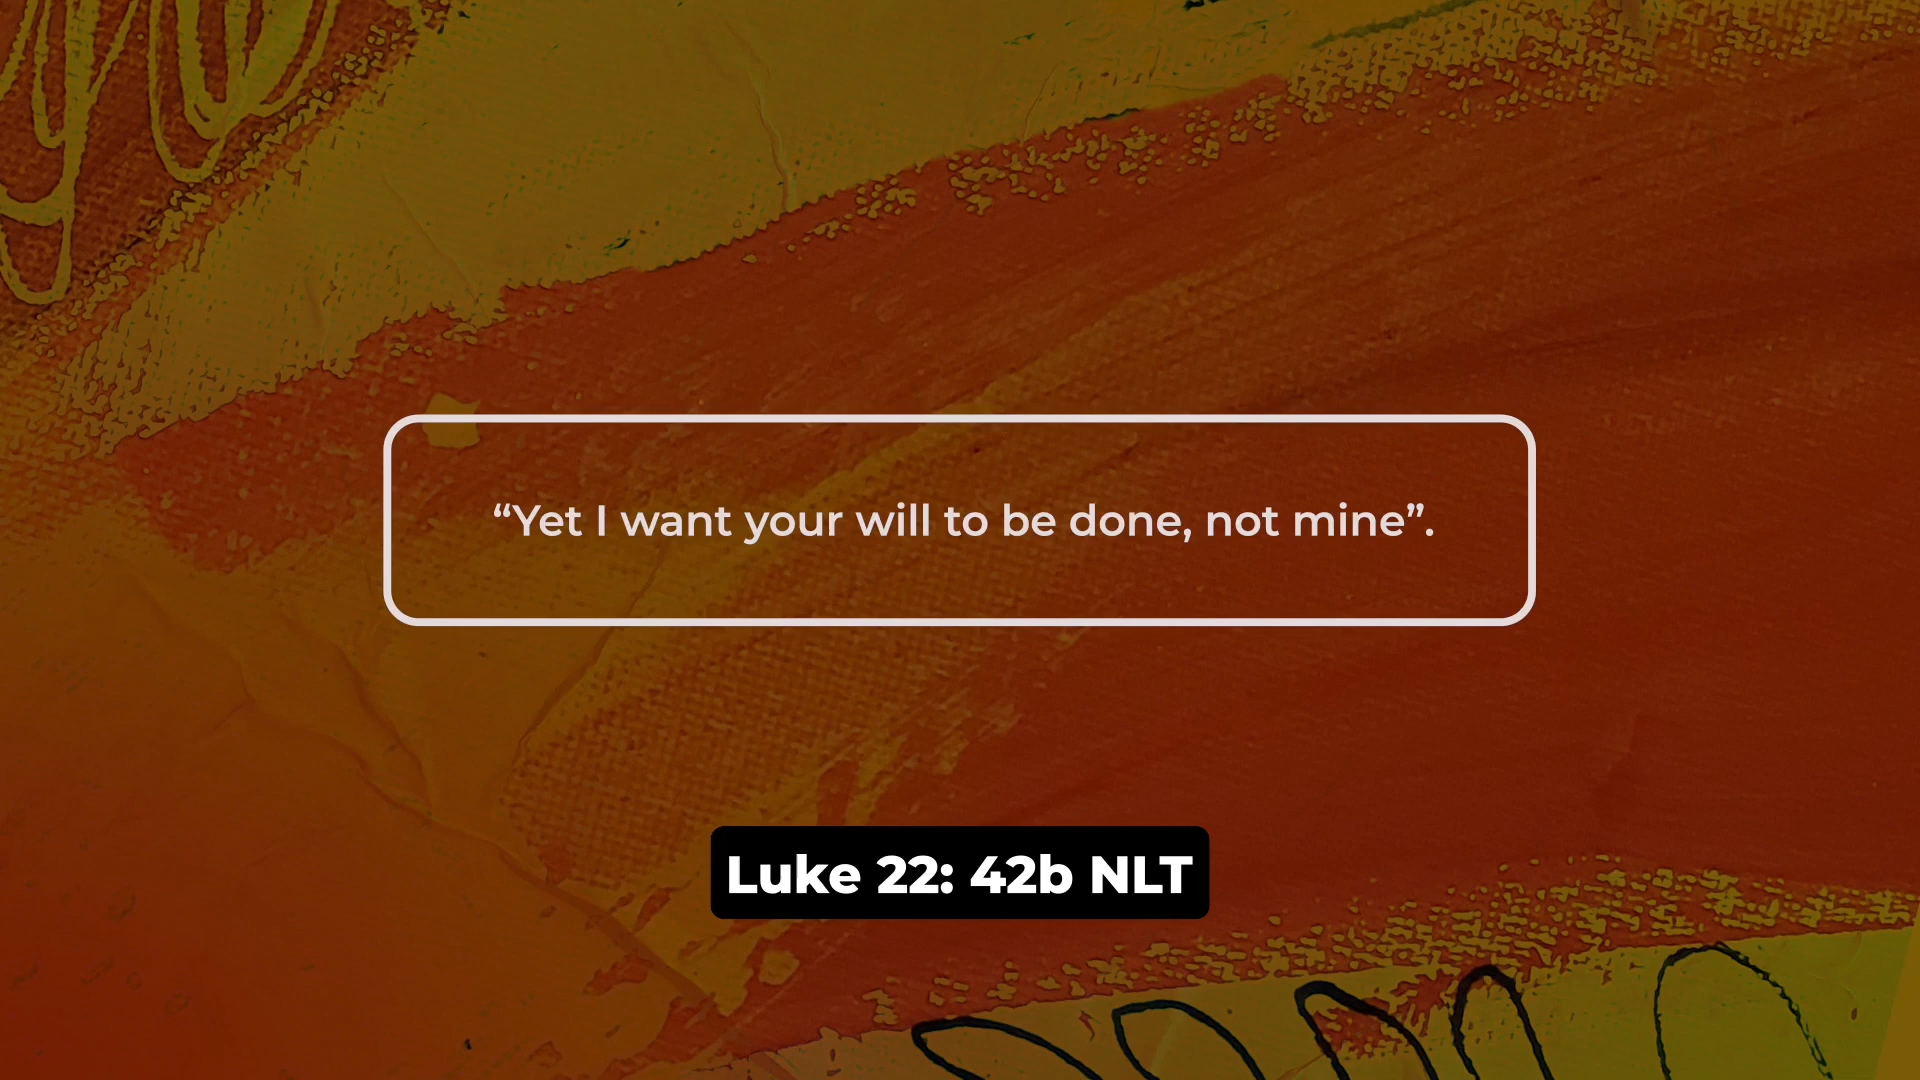 “Yet I want your will to be done, not mine”.
Luke 22: 42b NLT